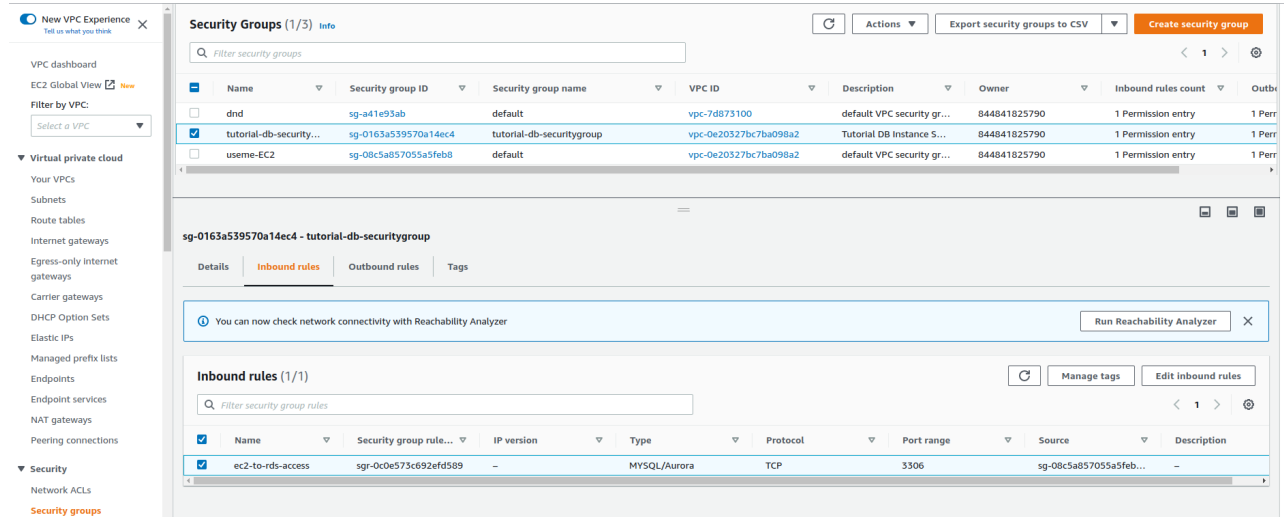 New VPC Experience
Tell us what you think
VPC dashboard
EC2 Global View New
Filter by VPC:
Select a VPC
Virtual private cloud
Your VPCs
Subnets
Route tables
Internet gateways
Egress-only internet
gateways
Carrier gateways
DHCP Option Sets
Elastic IPs
Managed prefix lists
Endpoints
Endpoint services
NAT gateways
Peering connections
Security
Network ACLs
Security groups
Security Groups (1/3) Info
Actions Export security groups to CSV Create security group
Filter security groups
1
Name Security group ID Security group name VPC ID Description Owner Inbound rules count Outbo
dnd sg-a41e93ab default vpc-7d873100 default VPC security gr... 844841825790 1 Permission entry 1 Perr
tutorial-db-security... sg-0163a539570a14ec4 tutorial-db-securitygroup vpc-0e20327bc7ba098a2 Tutorial DB Instance S... 844841825790 1 Permission entry 1 Perr
useme-EC2 sg-08c5a857055a5feb8 default vpc-0e20327bc7ba098a2 default VPC security gr... 844841825790 1 Permission entry 1 Perr
sg-0163a539570a14ec4 - tutorial-db-securitygroup
Details Inbound rules Outbound rules Tags
You can now check network connectivity with Reachability Analyzer Run Reachability Analyzer
Inbound rules (1/1) Manage tags Edit inbound rules
Filter security group rules
1
Name Security group rule... IP version Type Protocol Port range Source Description
ec2-to-rds-access sgr-0c0e573c692efd589 – MYSQL/Aurora TCP 3306 sg-08c5a857055a5feb... –